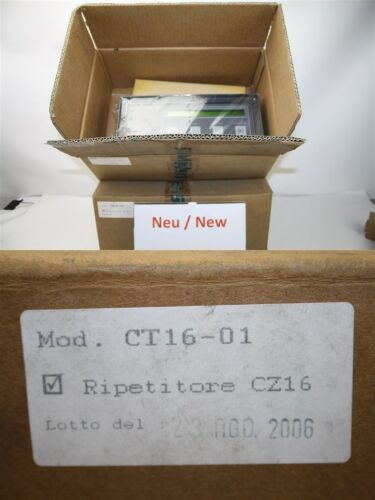 Neu / New
Mod. CT16-01
☑ Ripetitore CZ16
Lotto del 23 AGO. 2006